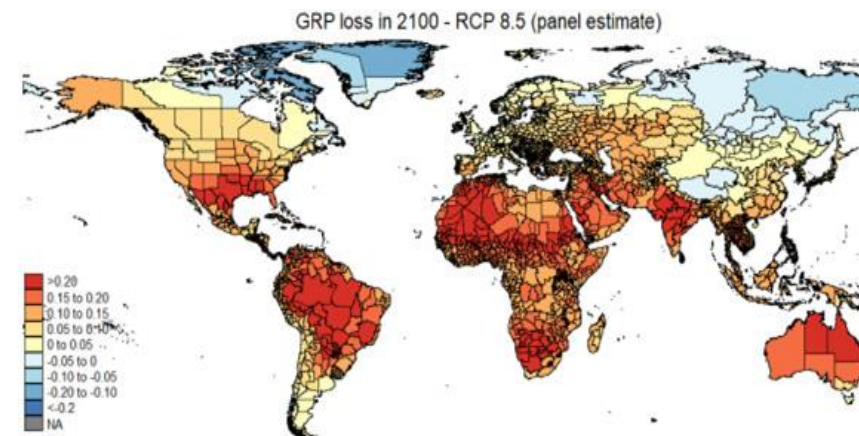 GRP loss in 2100 - RCP 8.5 (panel estimate)
>0.20
0.15 to 0.20
0.10 to 0.15
0.05 to 0.10
0 to 0.05
-0.05 to 0
-0.10 to -0.05
-0.20 to -0.10
<-0.2
NA